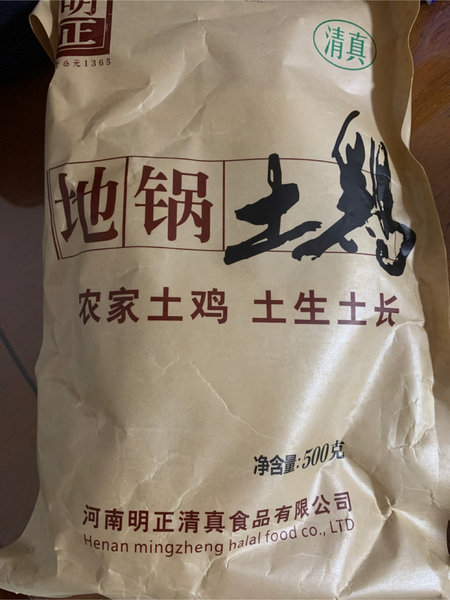 明正
公元1365
清真
地锅土鸡
农家土鸡 土生土长
净含量:500克
河南明正清真食品有限公司
Henan mingzheng halal food co., LTD